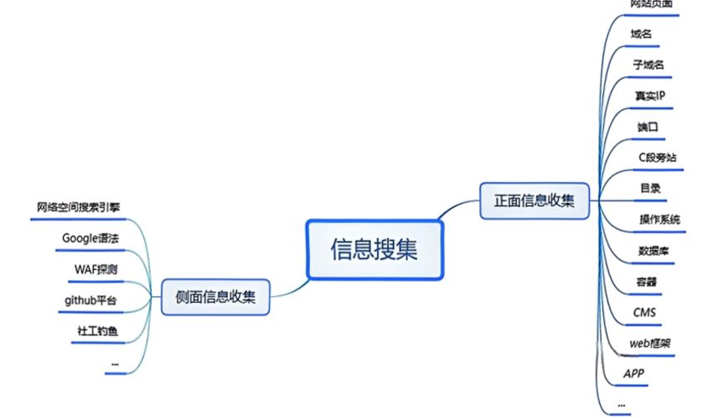 信息搜集
正面信息收集
网站页面
域名
子域名
真实IP
端口
C段旁站
目录
操作系统
数据库
容器
CMS
web框架
APP
...
侧面信息收集
网络空间搜索引擎
Google语法
WAF探测
github平台
社工钓鱼
...